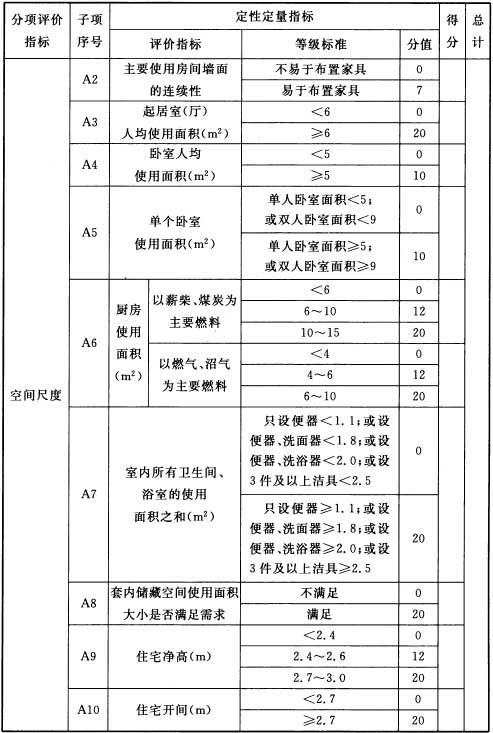 分项评价
指标
子项
序号
定性定量指标
得
分
总
计
评价指标
等级标准
分值
空间尺度
A2
主要使用房间墙面
的连续性
不易于布置家具
0
易于布置家具
7
A3
起居室(厅)
人均使用面积(m²)
<6
0
≥6
20
A4
卧室人均
使用面积(m²)
<5
0
≥5
10
A5
单个卧室
使用面积(m²)
单人卧室面积<5;
或双人卧室面积<9
0
单人卧室面积≥5;
或双人卧室面积≥9
10
A6
厨房
使用
面积
(m²)
以薪柴、煤炭为
主要燃料
<6
0
6～10
12
10～15
20
以燃气、沼气
为主要燃料
<4
0
4～6
12
6～10
20
A7
室内所有卫生间、
浴室的使用
面积之和(m²)
只设便器<1.1;或设
便器、洗面器<1.8;或设
便器、洗浴器<2.0;或设
3件及以上洁具<2.5
0
只设便器≥1.1;或设
便器、洗面器≥1.8;或设
便器、洗浴器≥2.0;或设
3件及以上洁具≥2.5
20
A8
套内储藏空间使用面积
大小是否满足需求
不满足
0
满足
20
A9
住宅净高(m)
<2.4
0
2.4～2.6
12
2.7～3.0
20
A10
住宅开间(m)
<2.7
0
≥2.7
20